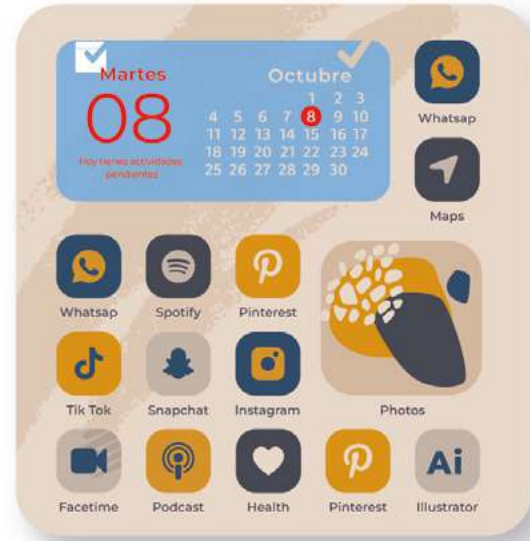 Martes
08
Hoy tienes actividades
pendientes
Octubre
1 2 3
4 5 6 7 8 9 10
11 12 13 14 15 16 17
18 19 20 21 22 23 24
25 26 27 28 29 30
Whatsap
Maps
Whatsap Spotify Pinterest
Tik Tok Snapchat Instagram Photos
Ai
Facetime Podcast Health Pinterest Illustrator